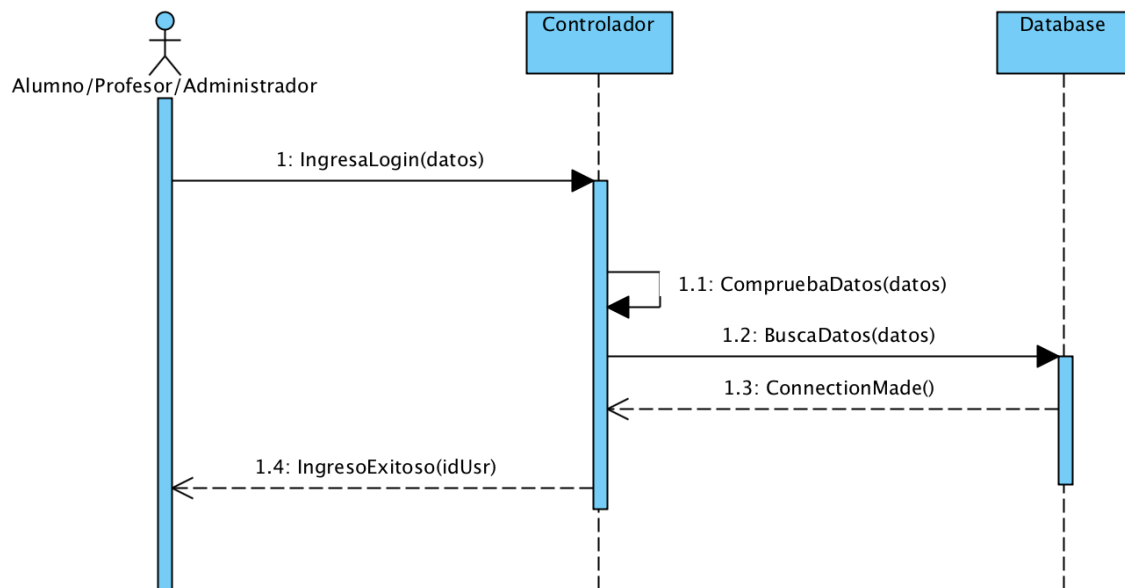 Controlador
Database
Alumno/Profesor/Administrador
1: IngresaLogin(datos)
1.1: CompruebaDatos(datos)
1.2: BuscaDatos(datos)
1.3: ConnectionMade()
1.4: IngresoExitoso(idUsr)